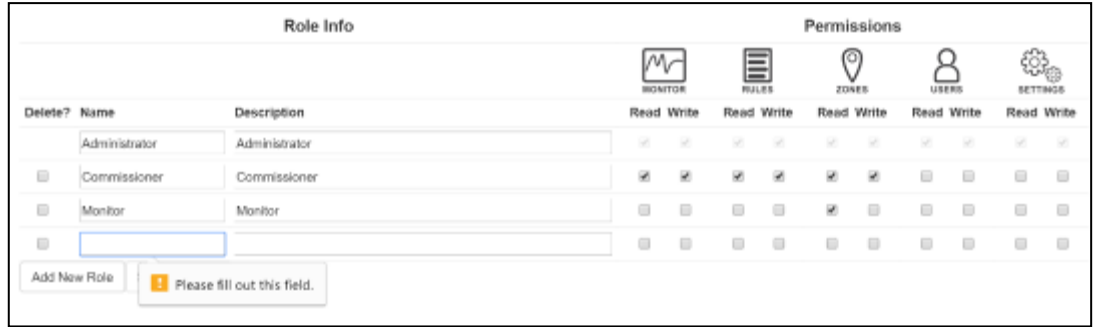 Role Info Permissions
MONITOR RULES ZONES USERS SETTINGS
Delete? Name Description Read Write Read Write Read Write Read Write Read Write
Administrator Administrator
Commissioner Commissioner
Monitor Monitor
Add New Role
Please fill out this field.